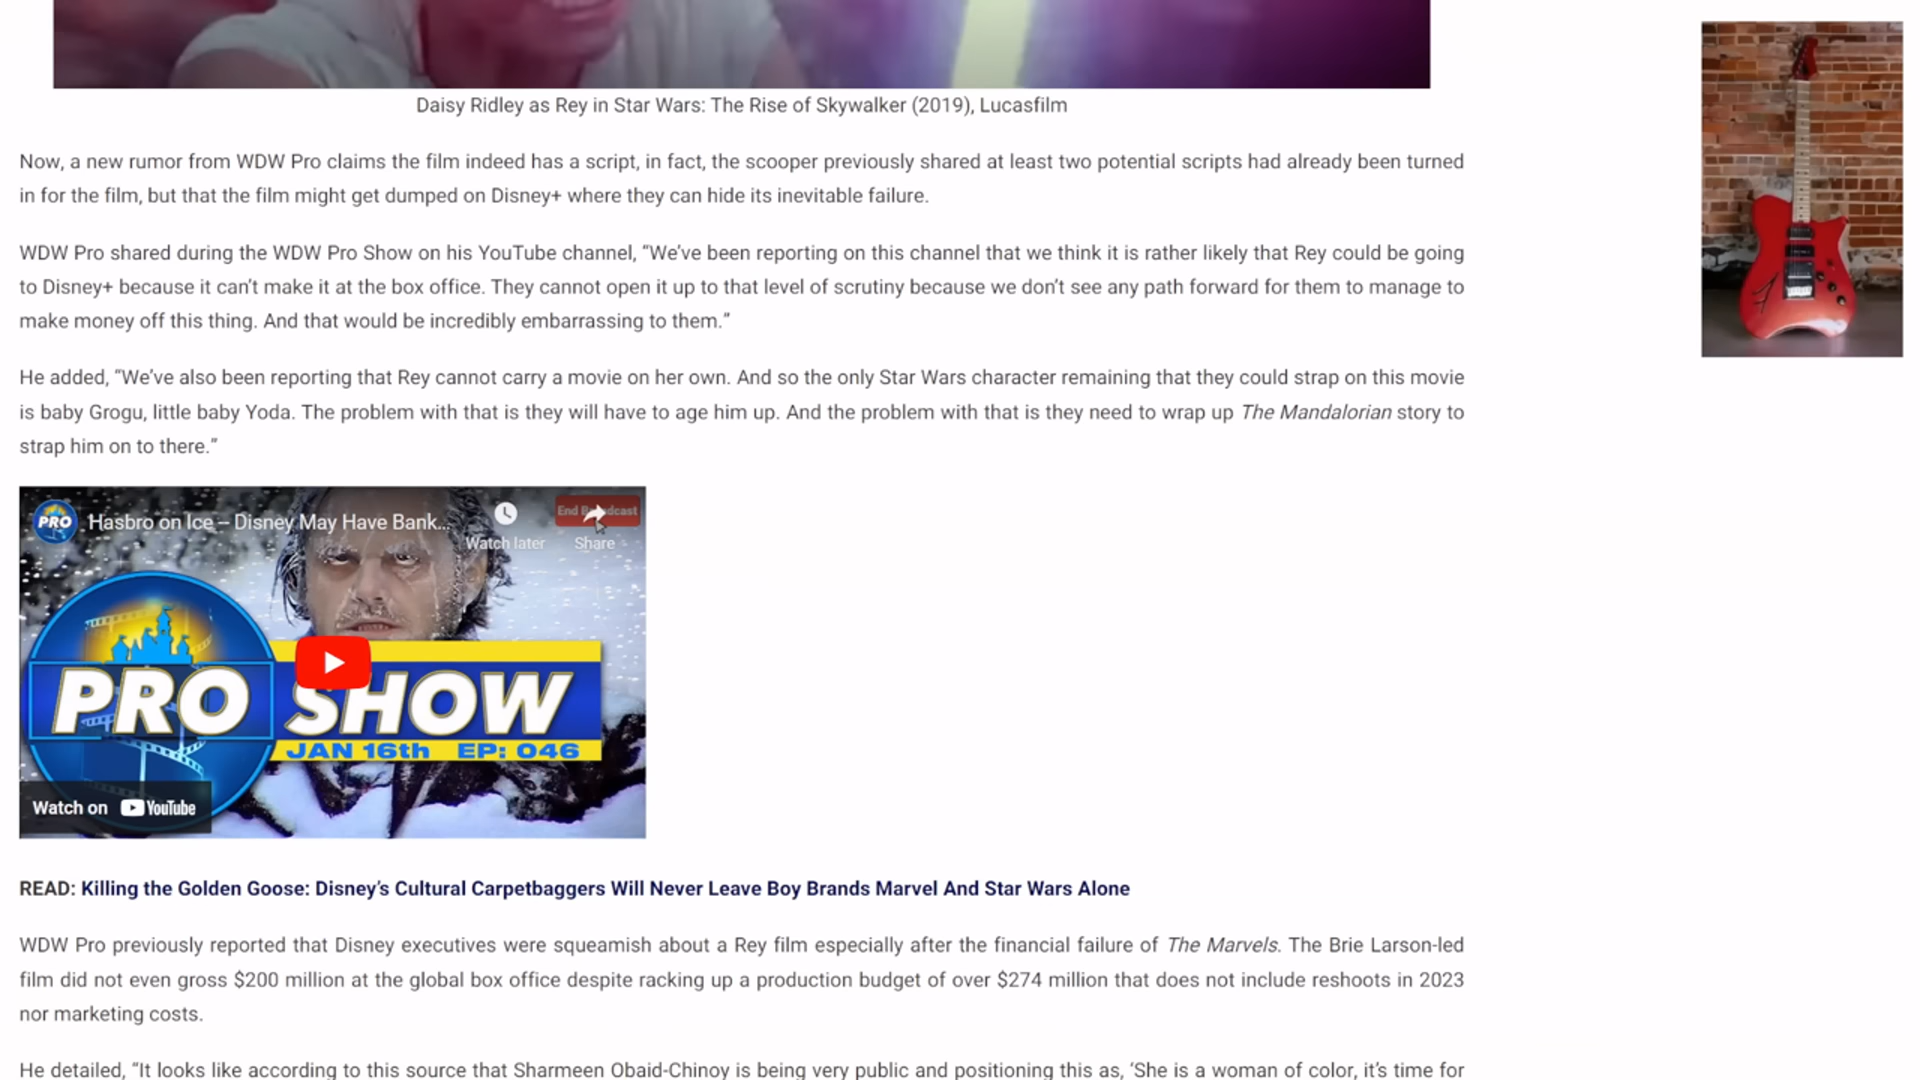 Daisy Ridley as Rey in Star Wars: The Rise of Skywalker (2019), Lucasfilm
Now, a new rumor from WDW Pro claims the film indeed has a script, in fact, the scooper previously shared at least two potential scripts had already been turned
in for the film, but that the film might get dumped on Disney+ where they can hide its inevitable failure.
WDW Pro shared during the WDW Pro Show on his YouTube channel, “We’ve been reporting on this channel that we think it is rather likely that Rey could be going
to Disney+ because it can’t make it at the box office. They cannot open it up to that level of scrutiny because we don’t see any path forward for them to manage to
make money off this thing. And that would be incredibly embarrassing to them.”
He added, “We’ve also been reporting that Rey cannot carry a movie on her own. And so the only Star Wars character remaining that they could strap on this movie
is baby Grogu, little baby Yoda. The problem with that is they will have to age him up. And the problem with that is they need to wrap up The Mandalorian story to
strap him on to there.”
PRO Hasbro on Ice – Disney May Have Bank...
End Broadcast
Watch later Share
PRO SHOW
JAN 16th EP: 046
Watch on YouTube
READ: Killing the Golden Goose: Disney’s Cultural Carpetbaggers Will Never Leave Boy Brands Marvel And Star Wars Alone
WDW Pro previously reported that Disney executives were squeamish about a Rey film especially after the financial failure of The Marvels. The Brie Larson-led
film did not even gross $200 million at the global box office despite racking up a production budget of over $274 million that does not include reshoots in 2023
nor marketing costs.
He detailed, “It looks like according to this source that Sharmeen Obaid-Chinoy is being very public and positioning this as, ‘She is a woman of color, it’s time for